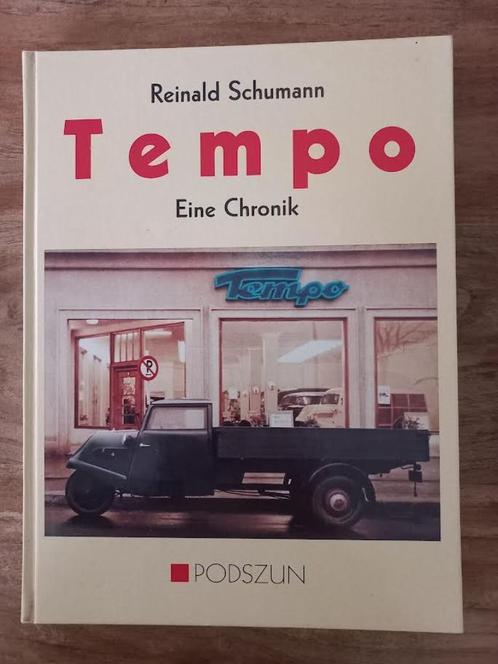 Reinald Schumann
Tempo
Eine Chronik
Tempo
P
PODSZUN